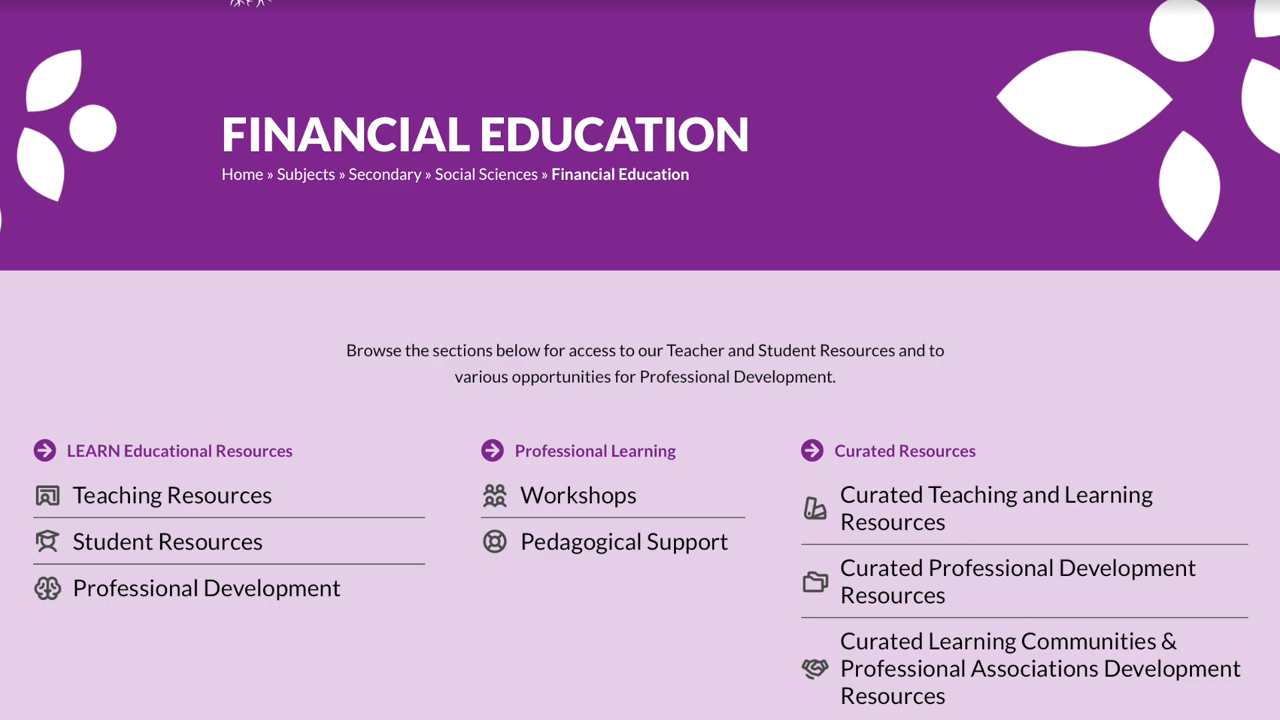 FINANCIAL EDUCATION
Home » Subjects » Secondary » Social Sciences » Financial Education
Browse the sections below for access to our Teacher and Student Resources and to
various opportunities for Professional Development.
LEARN Educational Resources
Teaching Resources
Student Resources
Professional Development
Professional Learning
Workshops
Pedagogical Support
Curated Resources
Curated Teaching and Learning
Resources
Curated Professional Development
Resources
Curated Learning Communities &
Professional Associations Development
Resources